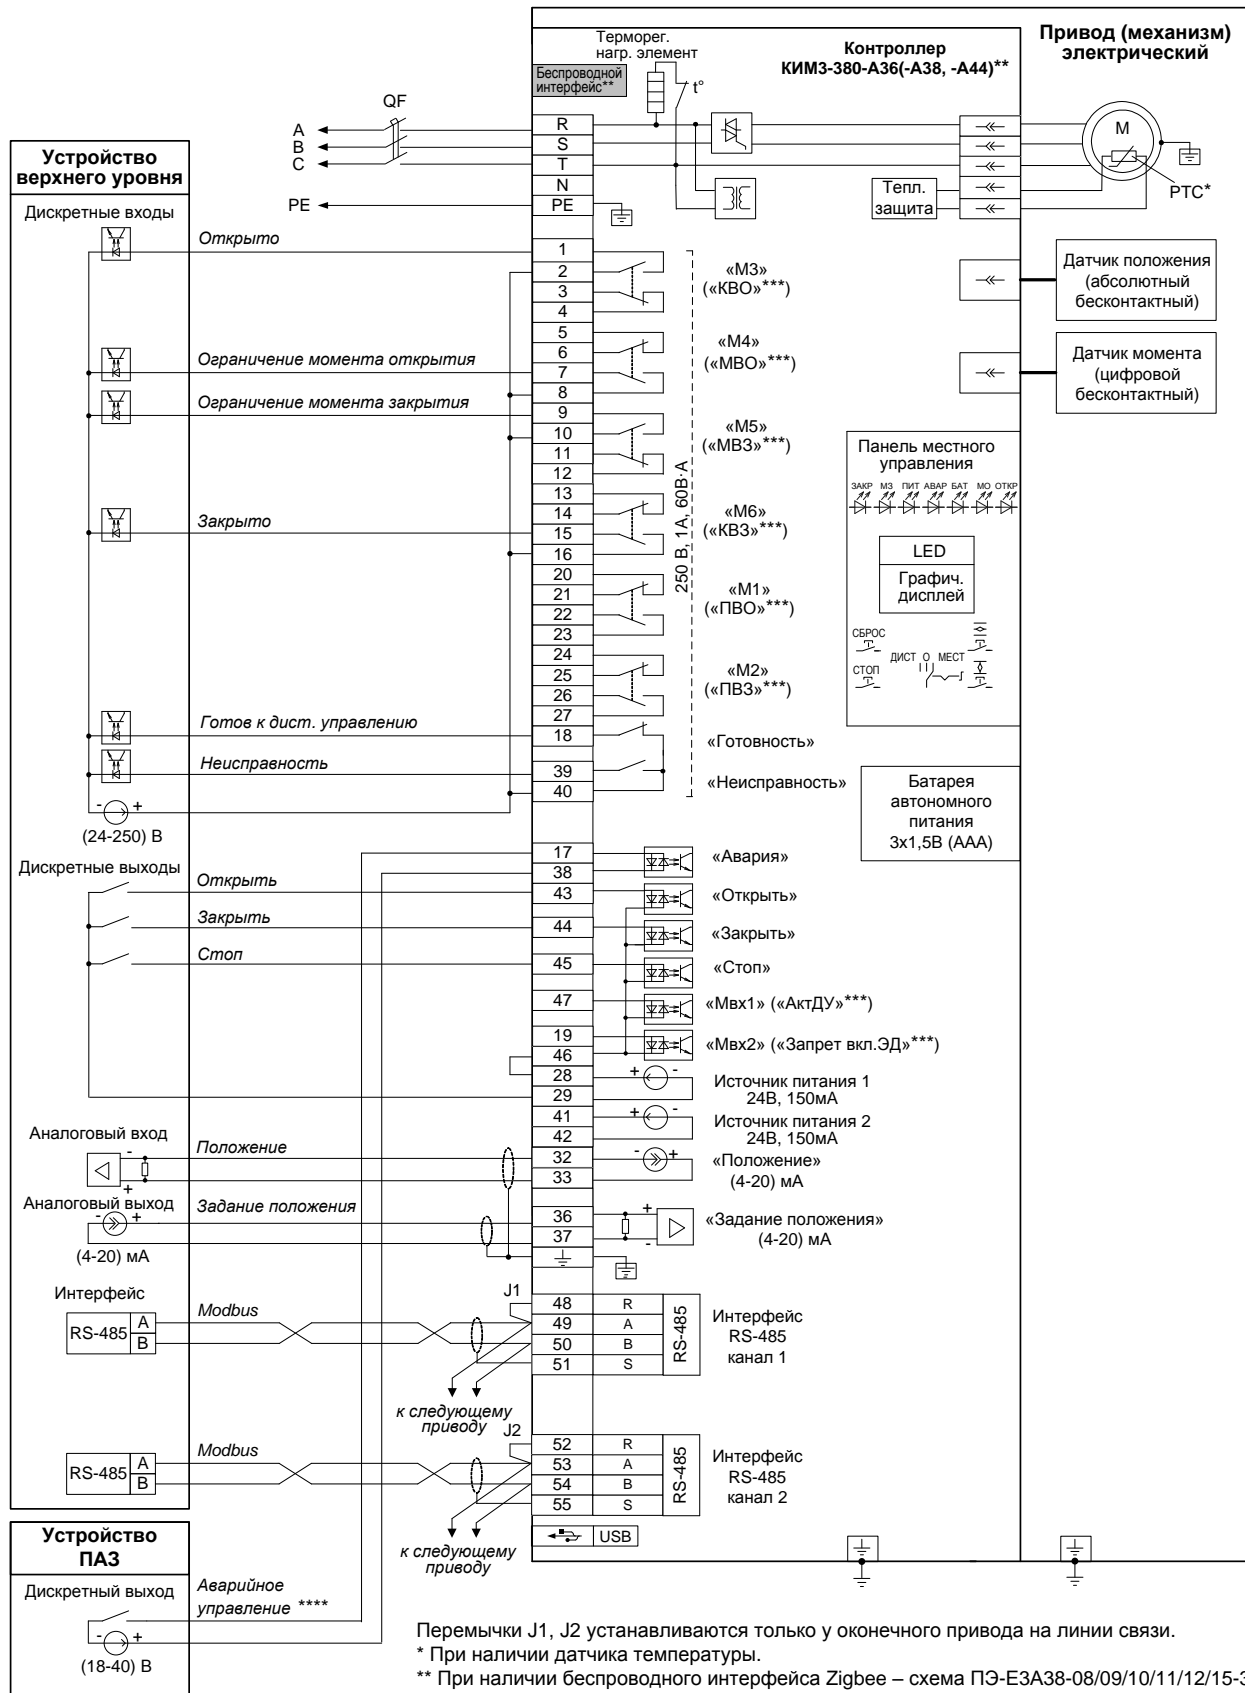 Привод (механизм)
электрический
Контроллер
КИМ3-380-А36(-А38, -А44)**
Терморег.
нагр. элемент
t°
Беспроводной
интерфейс**
QF
A
B
C
PE
R
S
T
N
PE
M
PTC*
Тепл.
защита
Устройство
верхнего уровня
Дискретные входы
Открыто
Ограничение момента открытия
Ограничение момента закрытия
Закрыто
Готов к дист. управлению
Неисправность
- +
(24-250) В
1
2
3
4
5
6
7
8
9
10
11
12
13
14
15
16
20
21
22
23
24
25
26
27
18
39
40
«М3»
(«КВО»***)
«М4»
(«МВО»***)
«М5»
(«МВЗ»***)
«М6»
(«КВЗ»***)
«М1»
(«ПВО»***)
«М2»
(«ПВЗ»***)
«Готовность»
«Неисправность»
250 В, 1А, 60В·А
Датчик положения
(абсолютный
бесконтактный)
Датчик момента
(цифровой
бесконтактный)
Панель местного
управления
ЗАКР МЗ ПИТ АВАР БАТ МО ОТКР
LED
Графич.
дисплей
СБРОС
СТОП
ДИСТ О МЕСТ
Батарея
автономного
питания
3х1,5В (ААА)
Дискретные выходы
Открыть
Закрыть
Стоп
17
38
43
44
45
47
19
46
28
29
41
42
32
33
36
37
«Авария»
«Открыть»
«Закрыть»
«Стоп»
«Мвх1» («АктДУ»***)
«Мвх2» («Запрет вкл.ЭД»***)
+ -
Источник питания 1
24В, 150мА
+ -
Источник питания 2
24В, 150мА
- +
«Положение»
(4-20) мА
+
-
«Задание положения»
(4-20) мА
Аналоговый вход
-
+
Положение
Аналоговый выход
- +
Задание положения
(4-20) мА
Интерфейс
RS-485
A
B
Modbus
J1
48 R
49 A
50 B
51 S
RS-485
Интерфейс
RS-485
канал 1
к следующему
приводу
RS-485
A
B
Modbus
J2
52 R
53 A
54 B
55 S
RS-485
Интерфейс
RS-485
канал 2
к следующему
приводу
USB
Устройство
ПАЗ
Дискретный выход
Аварийное
управление ****
- +
(18-40) В
Перемычки J1, J2 устанавливаются только у оконечного привода на линии связи.
* При наличии датчика температуры.
** При наличии беспроводного интерфейса Zigbee – схема ПЭ-Е3А38-08/09/10/11/12/15-3